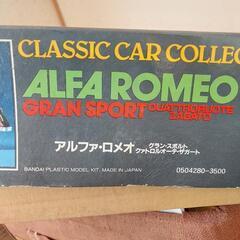 CLASSIC CAR COLLEC
ALFA ROMEO
GRAN SPORT QUATTRORUOTE
ZAGATO
アルファ・ロメオ グラン・スポルト
クァトロルオーテ・ザガート
BANDAI PLASTIC MODEL KIT, MADE IN JAPAN
0504280-3500